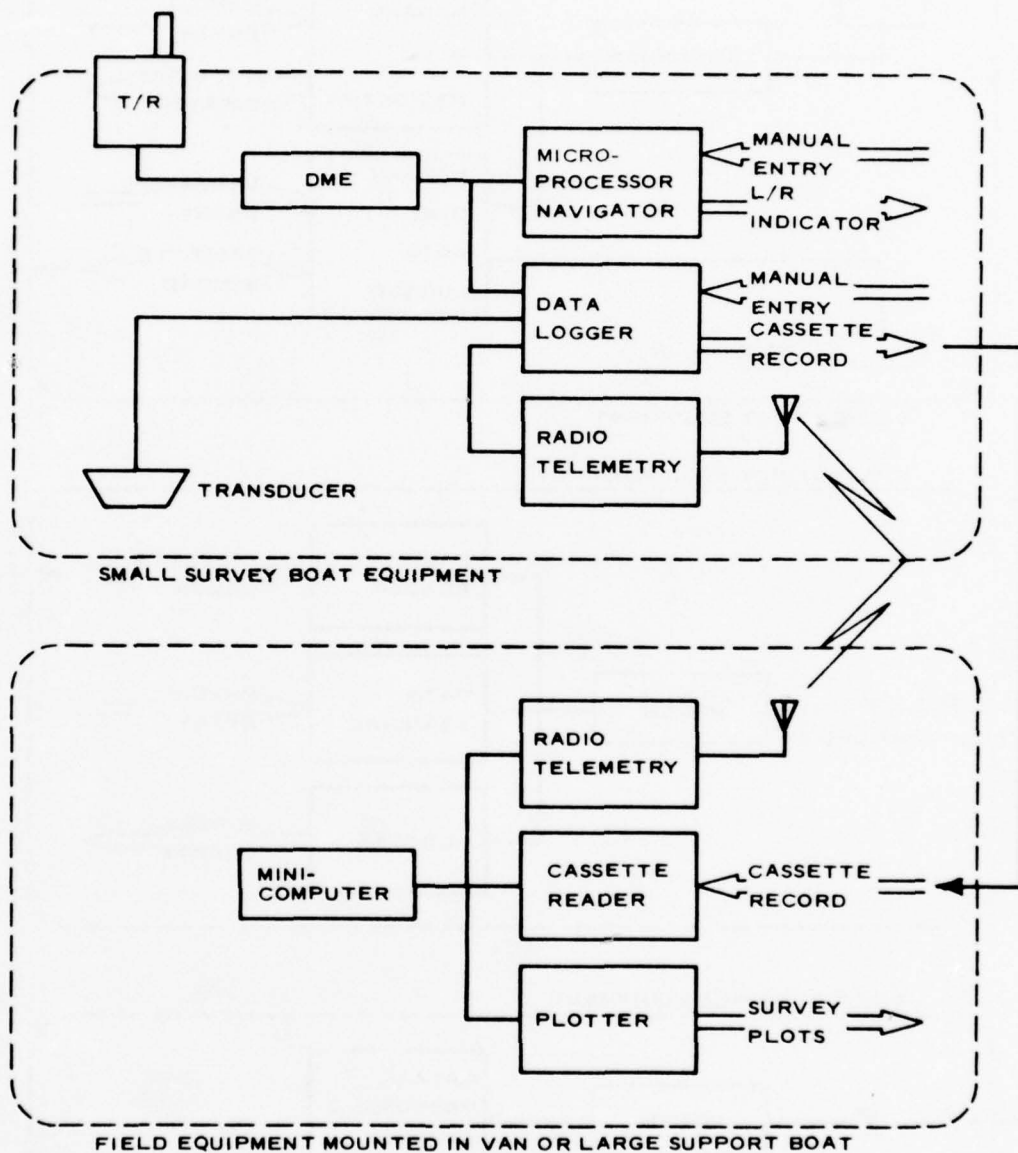 T/R
DME
MICRO-
PROCESSOR
NAVIGATOR
MANUAL
ENTRY
L/R
INDICATOR
DATA
LOGGER
MANUAL
ENTRY
CASSETTE
RECORD
RADIO
TELEMETRY
TRANSDUCER
SMALL SURVEY BOAT EQUIPMENT
RADIO
TELEMETRY
MINI-
COMPUTER
CASSETTE
READER
CASSETTE
RECORD
PLOTTER
SURVEY
PLOTS
FIELD EQUIPMENT MOUNTED IN VAN OR LARGE SUPPORT BOAT